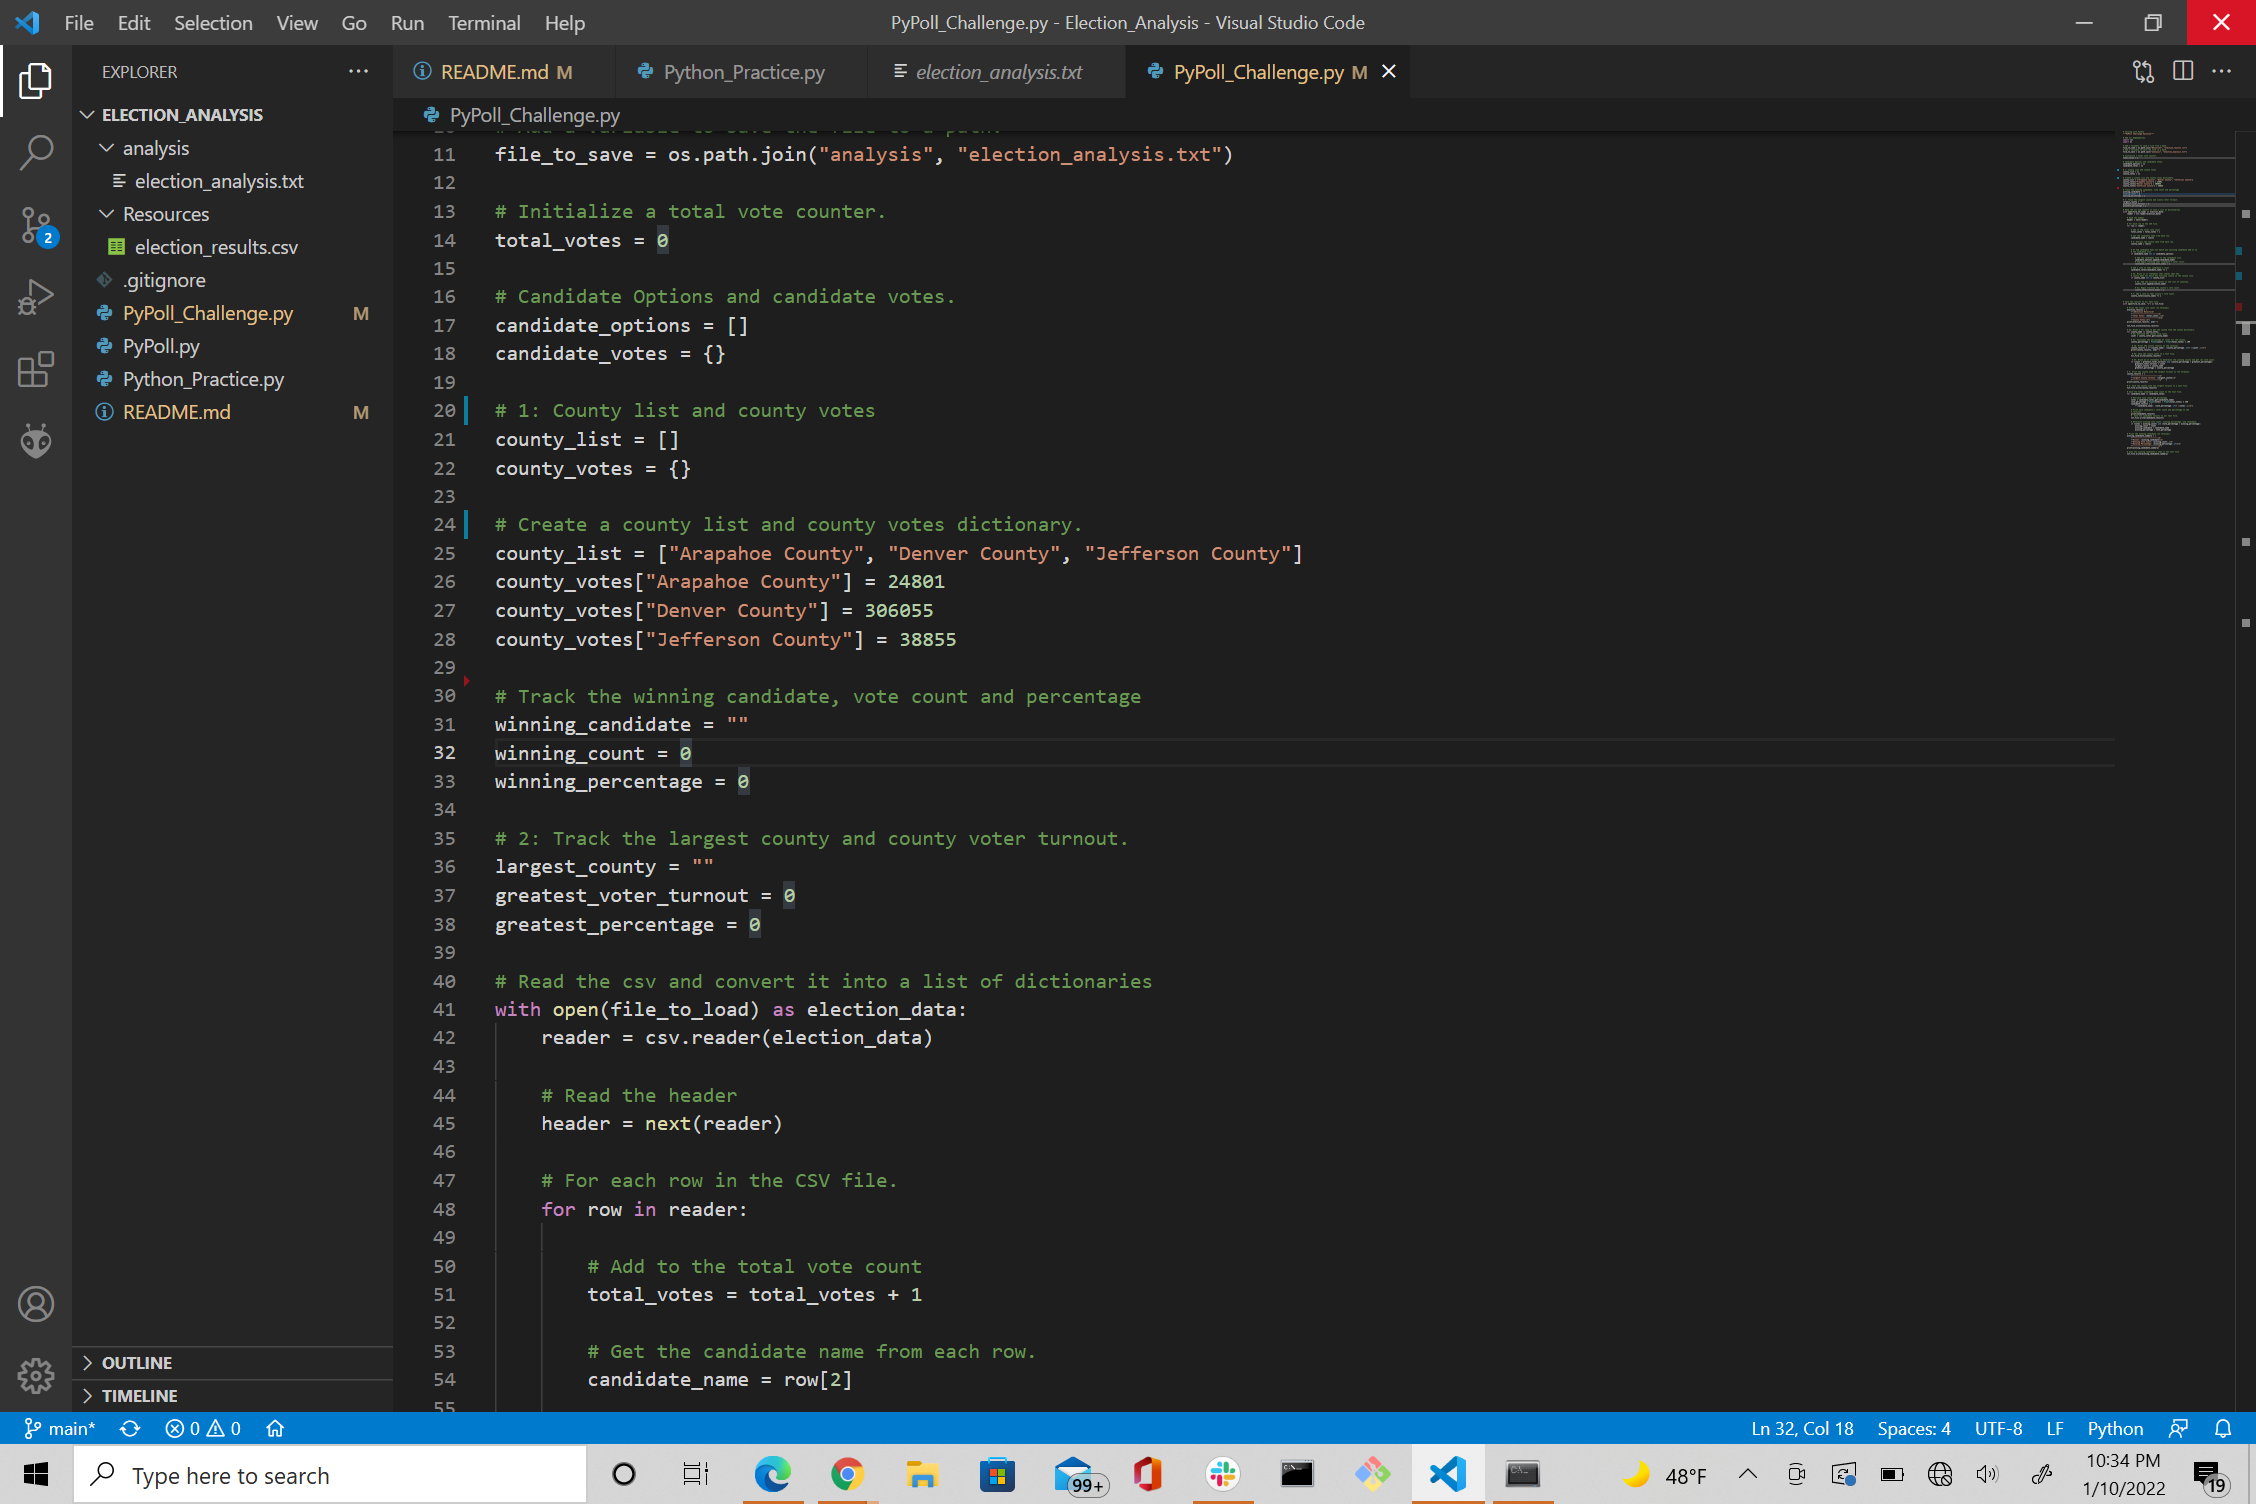 File Edit Selection View Go Run Terminal Help PyPoll_Challenge.py - Election_Analysis - Visual Studio Code
EXPLORER
README.md M Python_Practice.py election_analysis.txt PyPoll_Challenge.py M
ELECTION_ANALYSIS
analysis
election_analysis.txt
Resources
election_results.csv
.gitignore
PyPoll_Challenge.py M
PyPoll.py
Python_Practice.py
README.md M
2
OUTLINE
TIMELINE
PyPoll_Challenge.py
11 file_to_save = os.path.join("analysis", "election_analysis.txt")
12
13 # Initialize a total vote counter.
14 total_votes = 0
15
16 # Candidate Options and candidate votes.
17 candidate_options = []
18 candidate_votes = {}
19
20 # 1: County list and county votes
21 county_list = []
22 county_votes = {}
23
24 # Create a county list and county votes dictionary.
25 county_list = ["Arapahoe County", "Denver County", "Jefferson County"]
26 county_votes["Arapahoe County"] = 24801
27 county_votes["Denver County"] = 306055
28 county_votes["Jefferson County"] = 38855
29
30 # Track the winning candidate, vote count and percentage
31 winning_candidate = ""
32 winning_count = 0
33 winning_percentage = 0
34
35 # 2: Track the largest county and county voter turnout.
36 largest_county = ""
37 greatest_voter_turnout = 0
38 greatest_percentage = 0
39
40 # Read the csv and convert it into a list of dictionaries
41 with open(file_to_load) as election_data:
42 reader = csv.reader(election_data)
43
44 # Read the header
45 header = next(reader)
46
47 # For each row in the CSV file.
48 for row in reader:
49
50 # Add to the total vote count
51 total_votes = total_votes + 1
52
53 # Get the candidate name from each row.
54 candidate_name = row[2]
55
main* 0 0 Ln 32, Col 18 Spaces: 4 UTF-8 LF Python
Type here to search 99+ 48°F 10:34 PM
1/10/2022 19